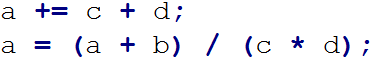 a += c + d;
a = (a + b) / (c * d);